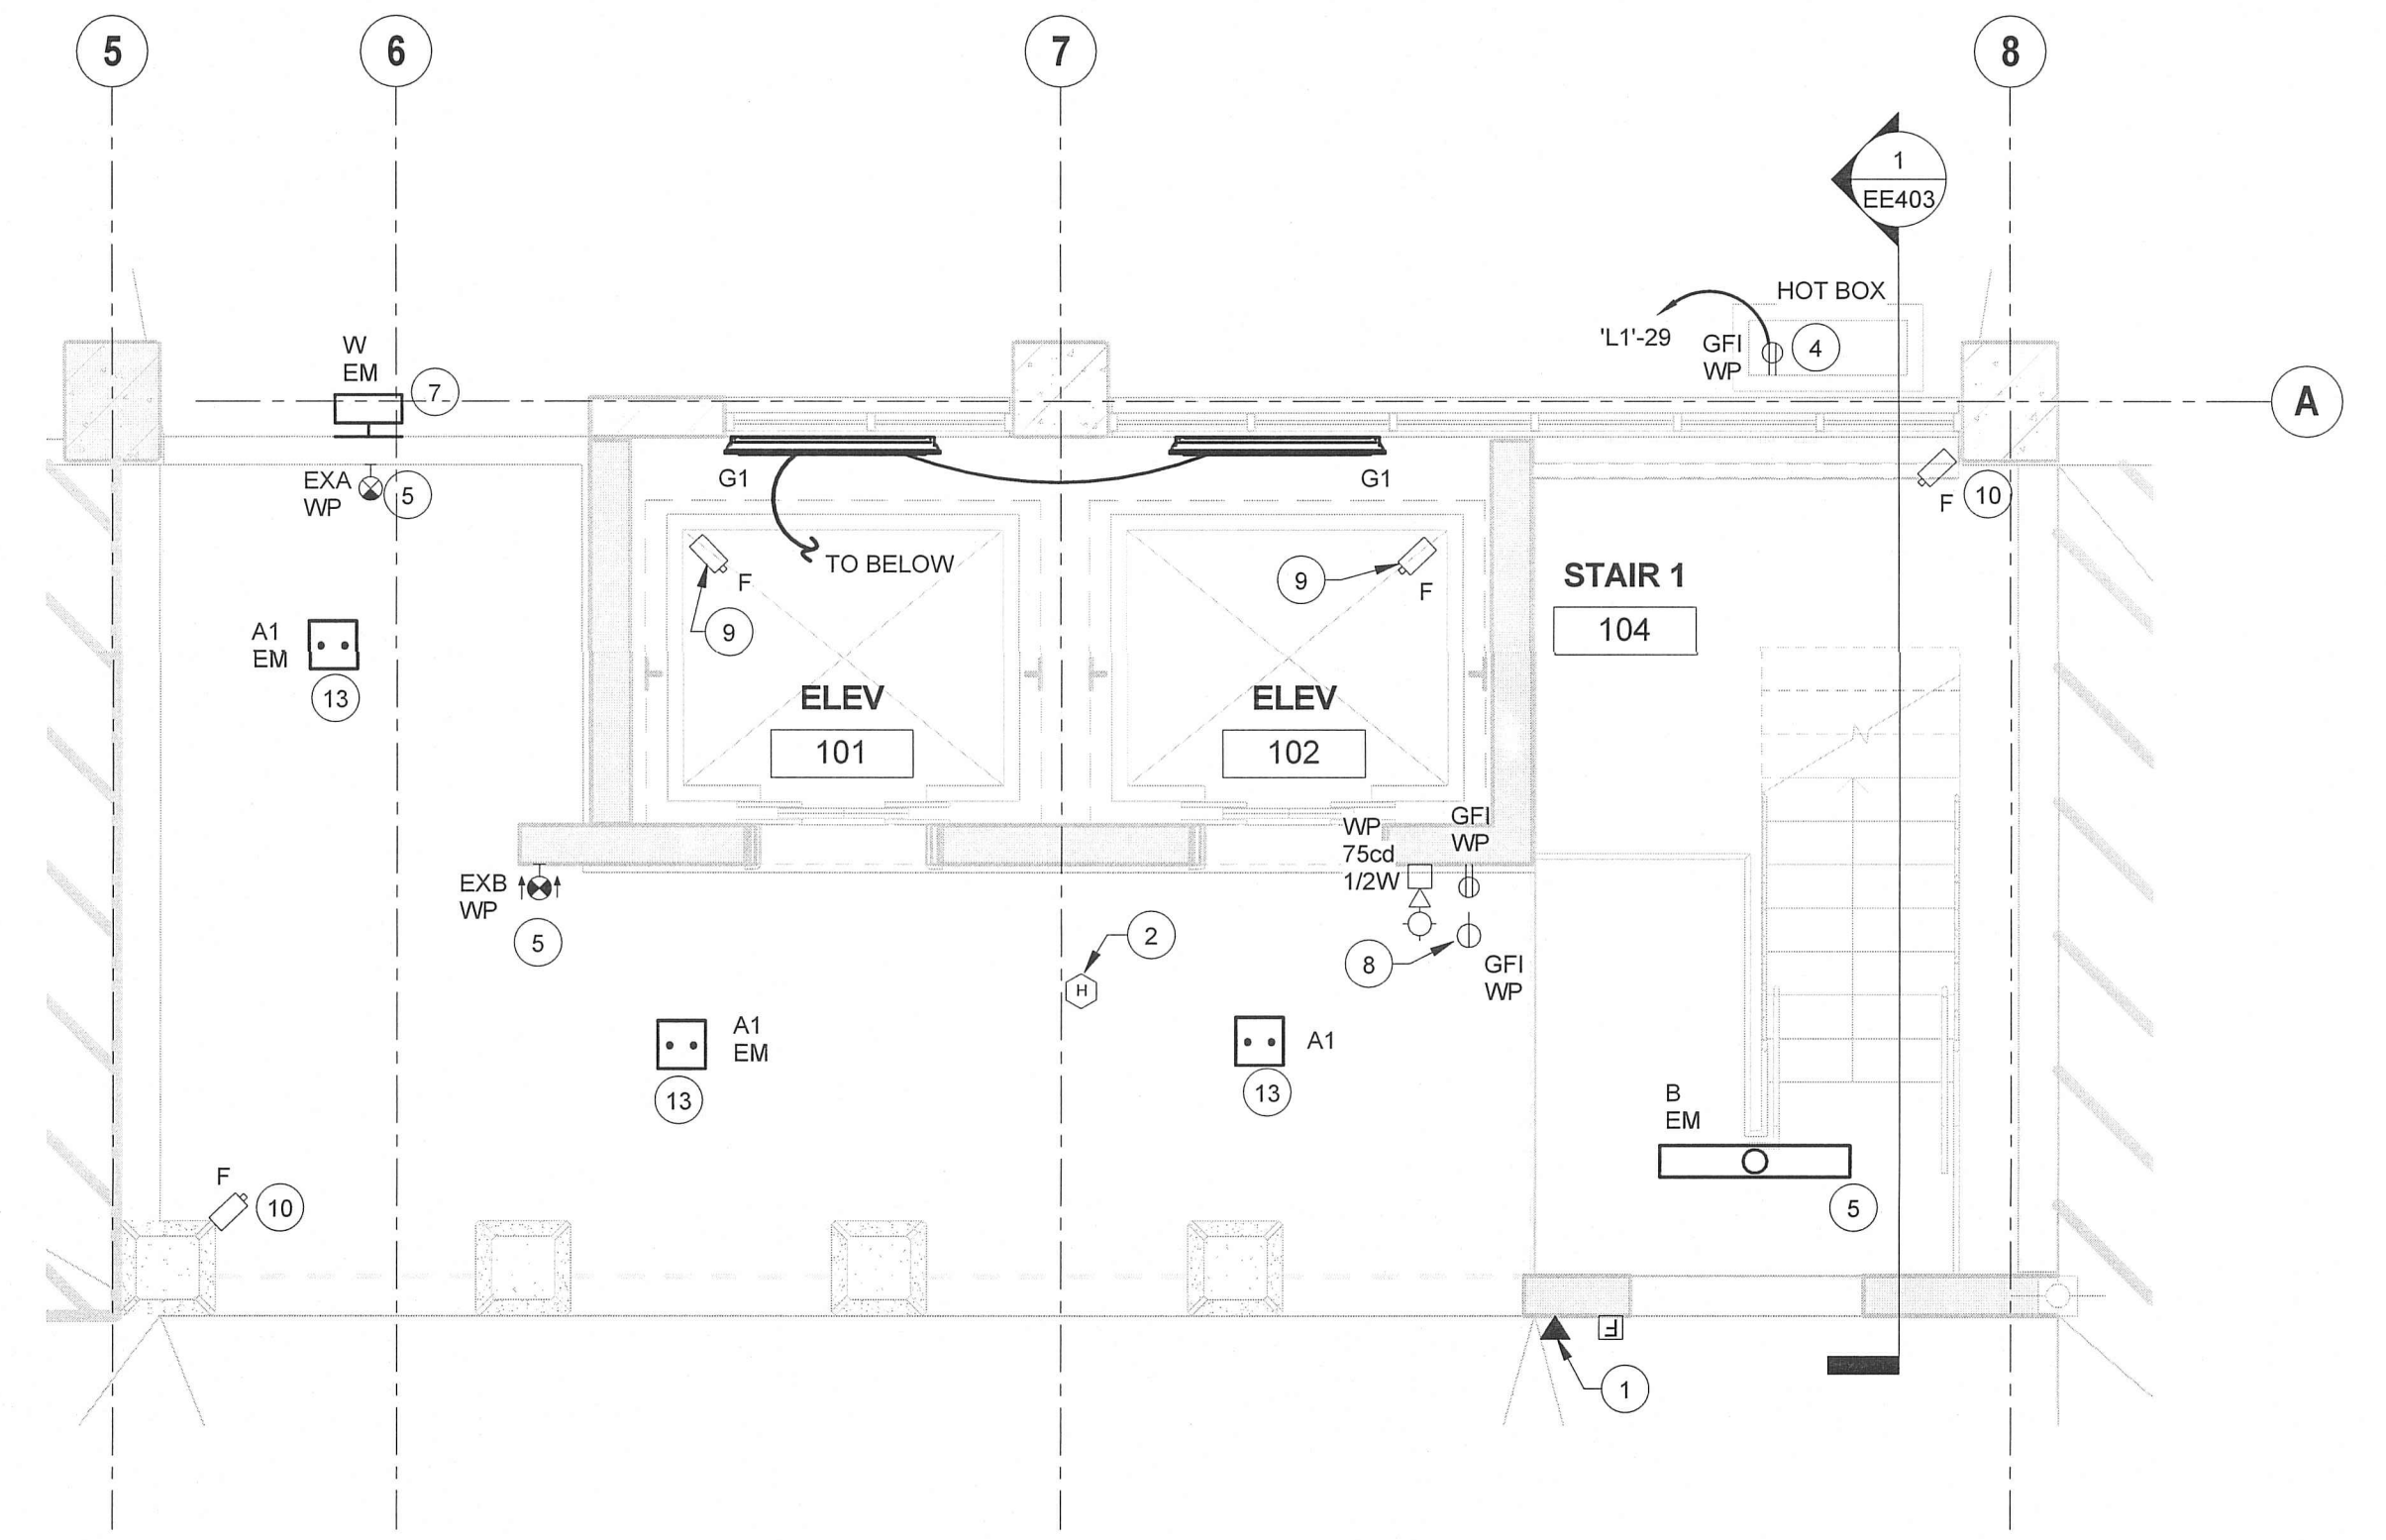 5
6
7
8
1
EE403
HOT BOX
'L1'-29
GFI
WP
4
W
EM
7
A
EXA
WP
5
G1
G1
F
10
TO BELOW
F
9
9
F
STAIR 1
104
A1
EM
13
ELEV
101
ELEV
102
WP
75cd
1/2W
GFI
WP
EXB
WP
5
2
H
8
GFI
WP
A1
EM
13
A1
13
B
EM
5
F
10
F
1